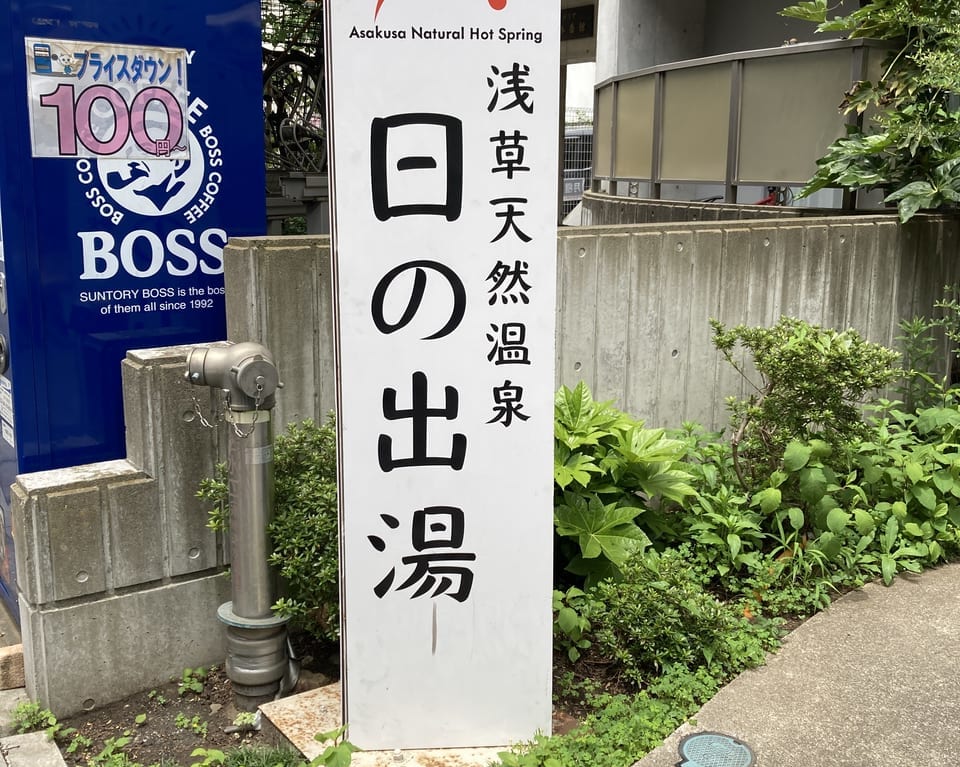 プライスダウン!
100円~
BOSS COFFEE
BOSS
SUNTORY BOSS is the bos
of them all since 1992
Asakusa Natural Hot Spring
浅草天然温泉
日の出湯